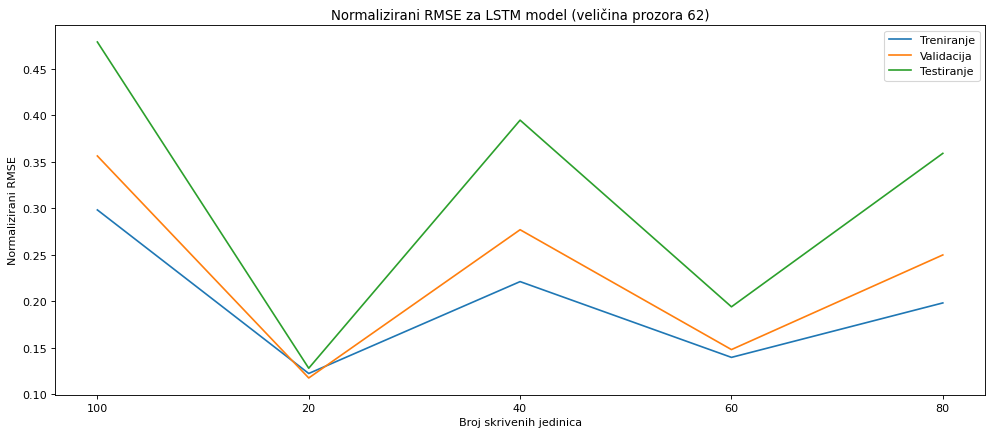 Normalizirani RMSE za LSTM model (veličina prozora 62)
Treniranje
Validacija
Testiranje
Normalizirani RMSE
0.45
0.40
0.35
0.30
0.25
0.20
0.15
0.10
100 20 40 60 80
Broj skrivenih jedinica